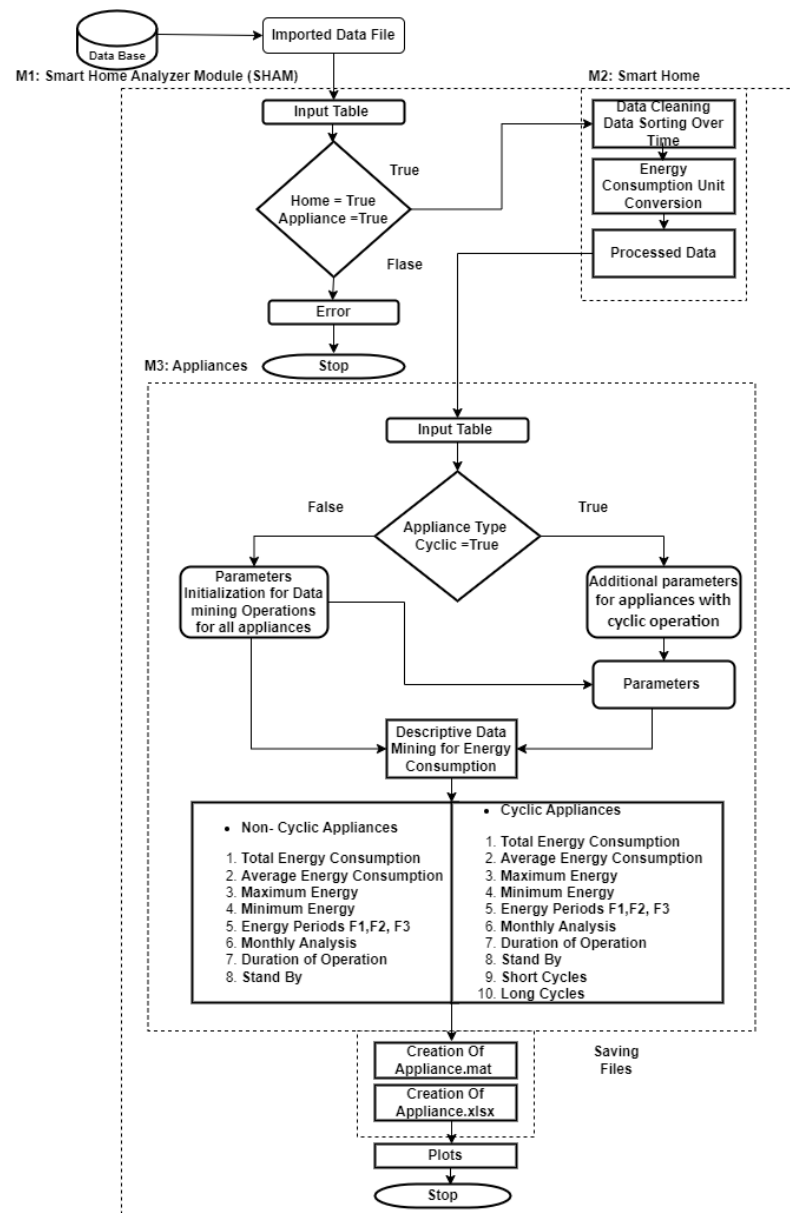 Data Base
Imported Data File
M1: Smart Home Analyzer Module (SHAM)
M2: Smart Home
Input Table
Data Cleaning
Data Sorting Over
Time
True
Home = True
Appliance =True
Energy
Consumption Unit
Conversion
Flase
Processed Data
Error
Stop
M3: Appliances
Input Table
False
True
Appliance Type
Cyclic =True
Parameters
Initialization for Data
mining Operations
for all appliances
Additional parameters
for appliances with
cyclic operation
Parameters
Descriptive Data
Mining for Energy
Consumption
• Non- Cyclic Appliances
1. Total Energy Consumption
2. Average Energy Consumption
3. Maximum Energy
4. Minimum Energy
5. Energy Periods F1,F2, F3
6. Monthly Analysis
7. Duration of Operation
8. Stand By
• Cyclic Appliances
1. Total Energy Consumption
2. Average Energy Consumption
3. Maximum Energy
4. Minimum Energy
5. Energy Periods F1,F2, F3
6. Monthly Analysis
7. Duration of Operation
8. Stand By
9. Short Cycles
10. Long Cycles
Creation Of
Appliance.mat
Saving
Files
Creation Of
Appliance.xlsx
Plots
Stop